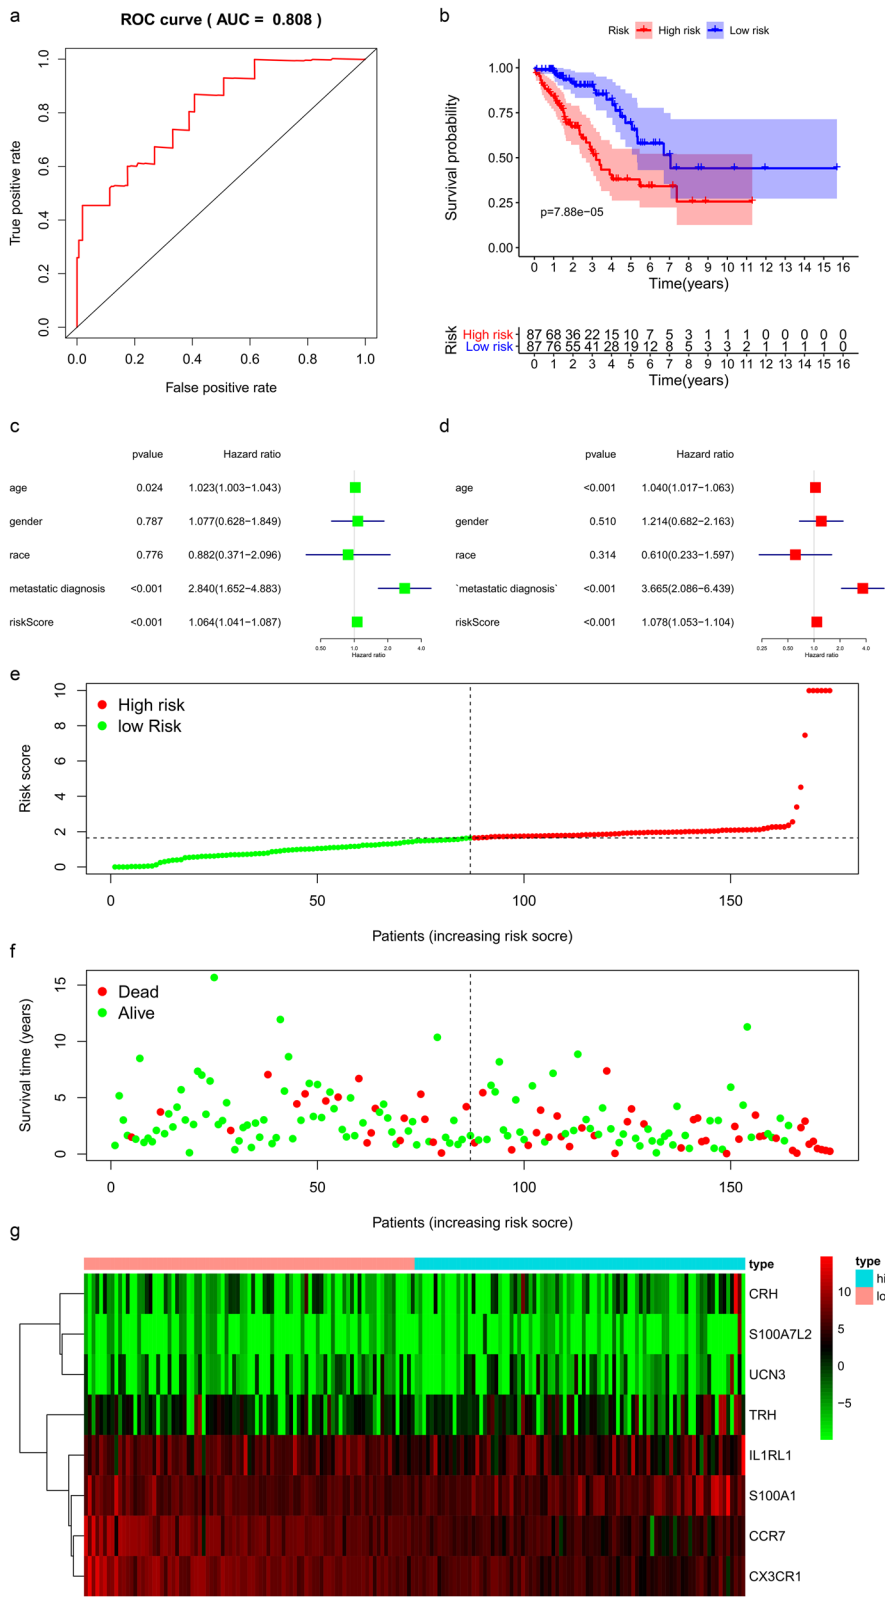 a
ROC curve ( AUC = 0.808 )
True positive rate
0.0 0.2 0.4 0.6 0.8 1.0
0.0 0.2 0.4 0.6 0.8 1.0
False positive rate
b
Risk High risk Low risk
Survival probability
1.00
0.75
0.50
0.25
0.00
p=7.88e−05
0 1 2 3 4 5 6 7 8 9 10 11 12 13 14 15 16
Time(years)
Risk
High risk 87 68 36 22 15 10 7 5 3 1 1 1 0 0 0 0 0
Low risk 87 76 55 41 28 19 12 8 5 3 3 2 1 1 1 1 0
0 1 2 3 4 5 6 7 8 9 10 11 12 13 14 15 16
Time(years)
c
pvalue Hazard ratio
age 0.024 1.023(1.003−1.043)
gender 0.787 1.077(0.628−1.849)
race 0.776 0.882(0.371−2.096)
metastatic diagnosis <0.001 2.840(1.652−4.883)
riskScore <0.001 1.064(1.041−1.087)
0.50 1.0 2.0 4.0
Hazard ratio
d
pvalue Hazard ratio
age <0.001 1.040(1.017−1.063)
gender 0.510 1.214(0.682−2.163)
race 0.314 0.610(0.233−1.597)
`metastatic diagnosis` <0.001 3.665(2.086−6.439)
riskScore <0.001 1.078(1.053−1.104)
0.25 0.50 1.0 2.0 4.0
Hazard ratio
e
Risk score
0 2 4 6 8 10
High risk
low Risk
0 50 100 150
Patients (increasing risk socre)
f
Survival time (years)
0 5 10 15
Dead
Alive
0 50 100 150
Patients (increasing risk socre)
g
type
CRH
S100A7L2
UCN3
TRH
IL1RL1
S100A1
CCR7
CX3CR1
10
5
0
−5
type
hi
lo